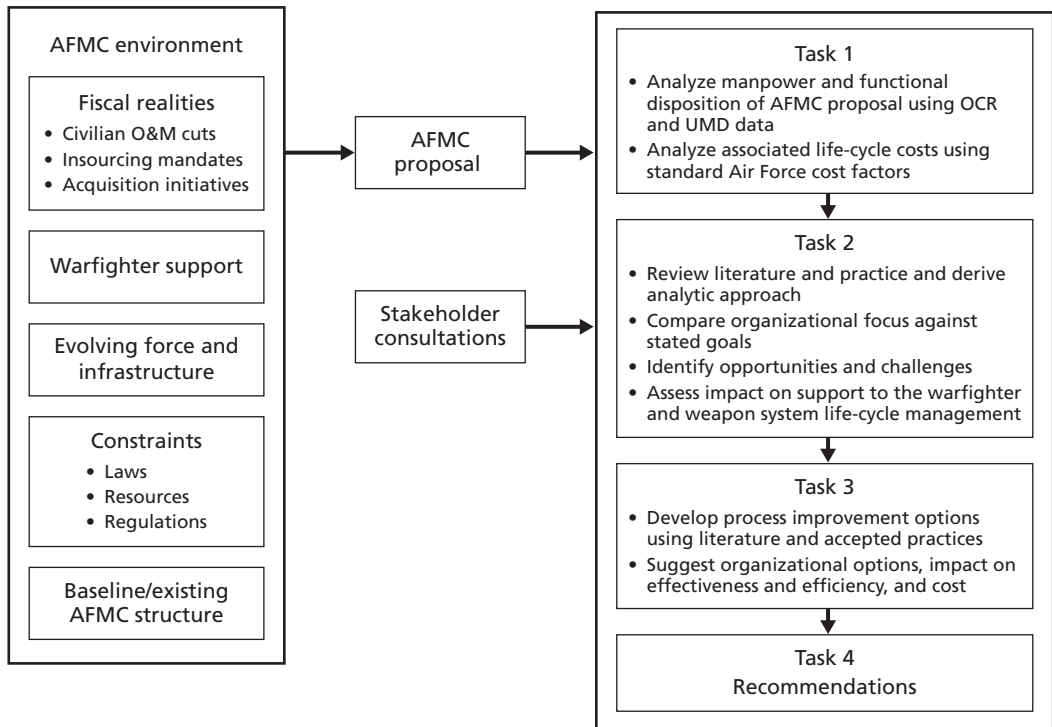 AFMC environment
Fiscal realities
• Civilian O&M cuts
• Insourcing mandates
• Acquisition initiatives
Warfighter support
Evolving force and
infrastructure
Constraints
• Laws
• Resources
• Regulations
Baseline/existing
AFMC structure
AFMC
proposal
Stakeholder
consultations
Task 1
• Analyze manpower and functional
disposition of AFMC proposal using OCR
and UMD data
• Analyze associated life-cycle costs using
standard Air Force cost factors
Task 2
• Review literature and practice and derive
analytic approach
• Compare organizational focus against
stated goals
• Identify opportunities and challenges
• Assess impact on support to the warfighter
and weapon system life-cycle management
Task 3
• Develop process improvement options
using literature and accepted practices
• Suggest organizational options, impact on
effectiveness and efficiency, and cost
Task 4
Recommendations